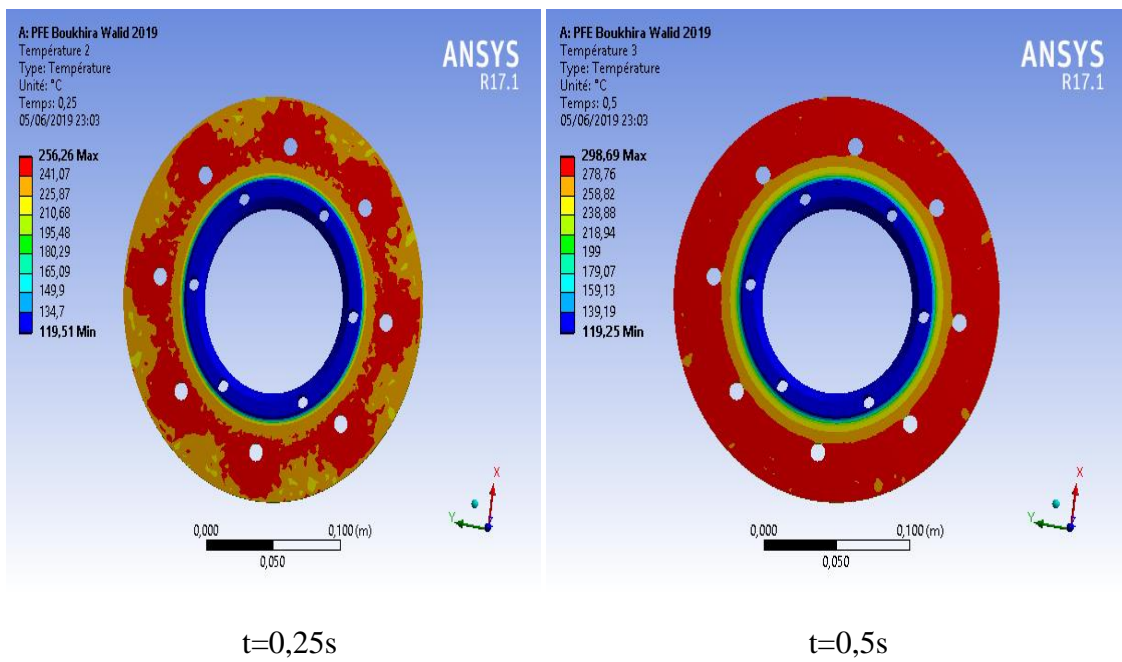 A: PFE Boukhira Walid 2019
Température 2
Type: Température
Unité: °C
Temps: 0,25
05/06/2019 23:03
ANSYS
R17.1
256,26 Max
241,07
225,87
210,68
195,48
180,29
165,09
149,9
134,7
119,51 Min
X
Y
0,000
0,100 (m)
0,050
A: PFE Boukhira Walid 2019
Température 3
Type: Température
Unité: °C
Temps: 0,5
05/06/2019 23:03
ANSYS
R17.1
298,69 Max
278,76
258,82
238,88
218,94
199
179,07
159,13
139,19
119,25 Min
X
Y
0,000
0,100 (m)
0,050
t=0,25s
t=0,5s